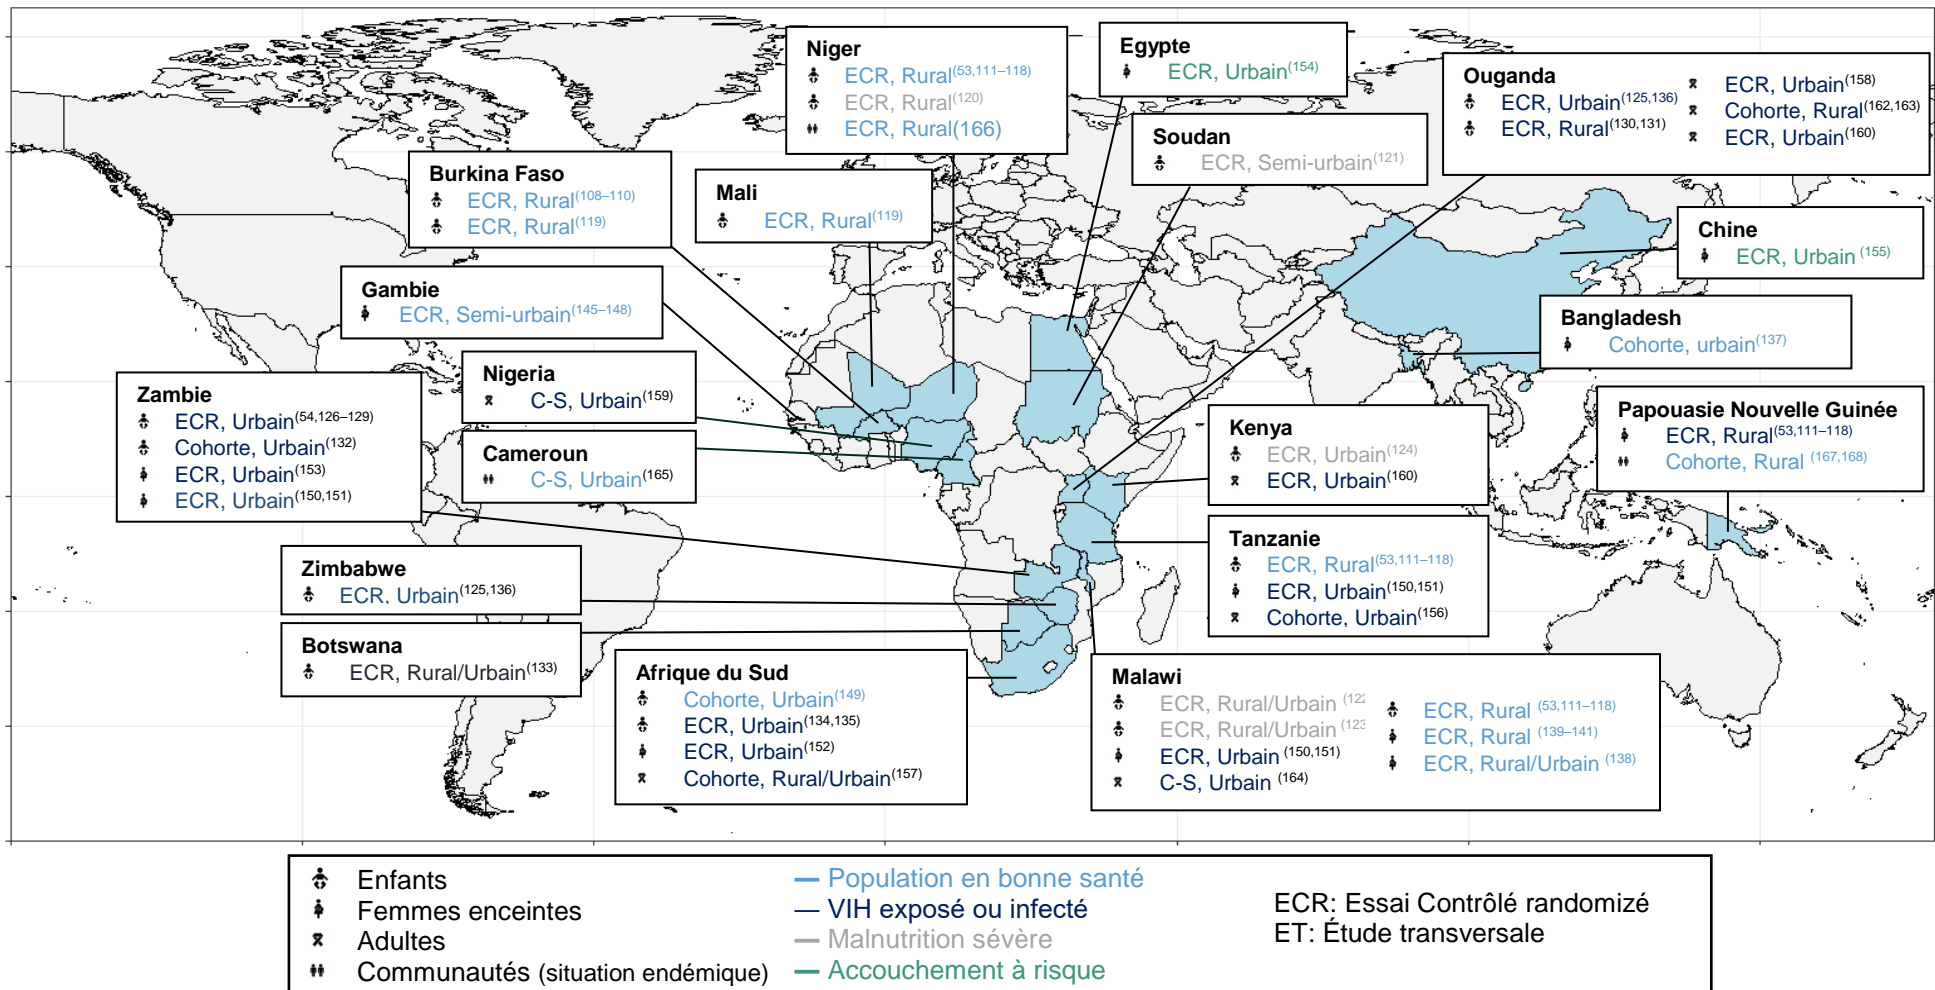 Niger
ECR, Rural(53,111–118)
ECR, Rural(120)
ECR, Rural(166)
Egypte
ECR, Urbain(154)
Ouganda
ECR, Urbain(125,136)
ECR, Rural(130,131)
ECR, Urbain(158)
Cohorte, Rural(162,163)
ECR, Urbain(160)
Soudan
ECR, Semi-urbain(121)
Burkina Faso
ECR, Rural(108–110)
ECR, Rural(119)
Mali
ECR, Rural(119)
Chine
ECR, Urbain (155)
Gambie
ECR, Semi-urbain(145–148)
Bangladesh
Cohorte, urbain(137)
Nigeria
C-S, Urbain(159)
Zambie
ECR, Urbain(54,126–129)
Cohorte, Urbain(132)
ECR, Urbain(153)
ECR, Urbain(150,151)
Papouasie Nouvelle Guinée
ECR, Rural(53,111–118)
Cohorte, Rural (167,168)
Kenya
ECR, Urbain(124)
ECR, Urbain(160)
Cameroun
C-S, Urbain(165)
Tanzanie
ECR, Rural(53,111–118)
ECR, Urbain(150,151)
Cohorte, Urbain(156)
Zimbabwe
ECR, Urbain(125,136)
Botswana
ECR, Rural/Urbain(133)
Afrique du Sud
Cohorte, Urbain(149)
ECR, Urbain(134,135)
ECR, Urbain(152)
Cohorte, Rural/Urbain(157)
Malawi
ECR, Rural/Urbain (122
ECR, Rural/Urbain (123
ECR, Urbain (150,151)
C-S, Urbain (164)
ECR, Rural (53,111–118)
ECR, Rural (139–141)
ECR, Rural/Urbain (138)
Enfants
Femmes enceintes
Adultes
Communautés (situation endémique)
Population en bonne santé
VIH exposé ou infecté
Malnutrition sévère
Accouchement à risque
ECR: Essai Contrôlé randomizé
ET: Étude transversale